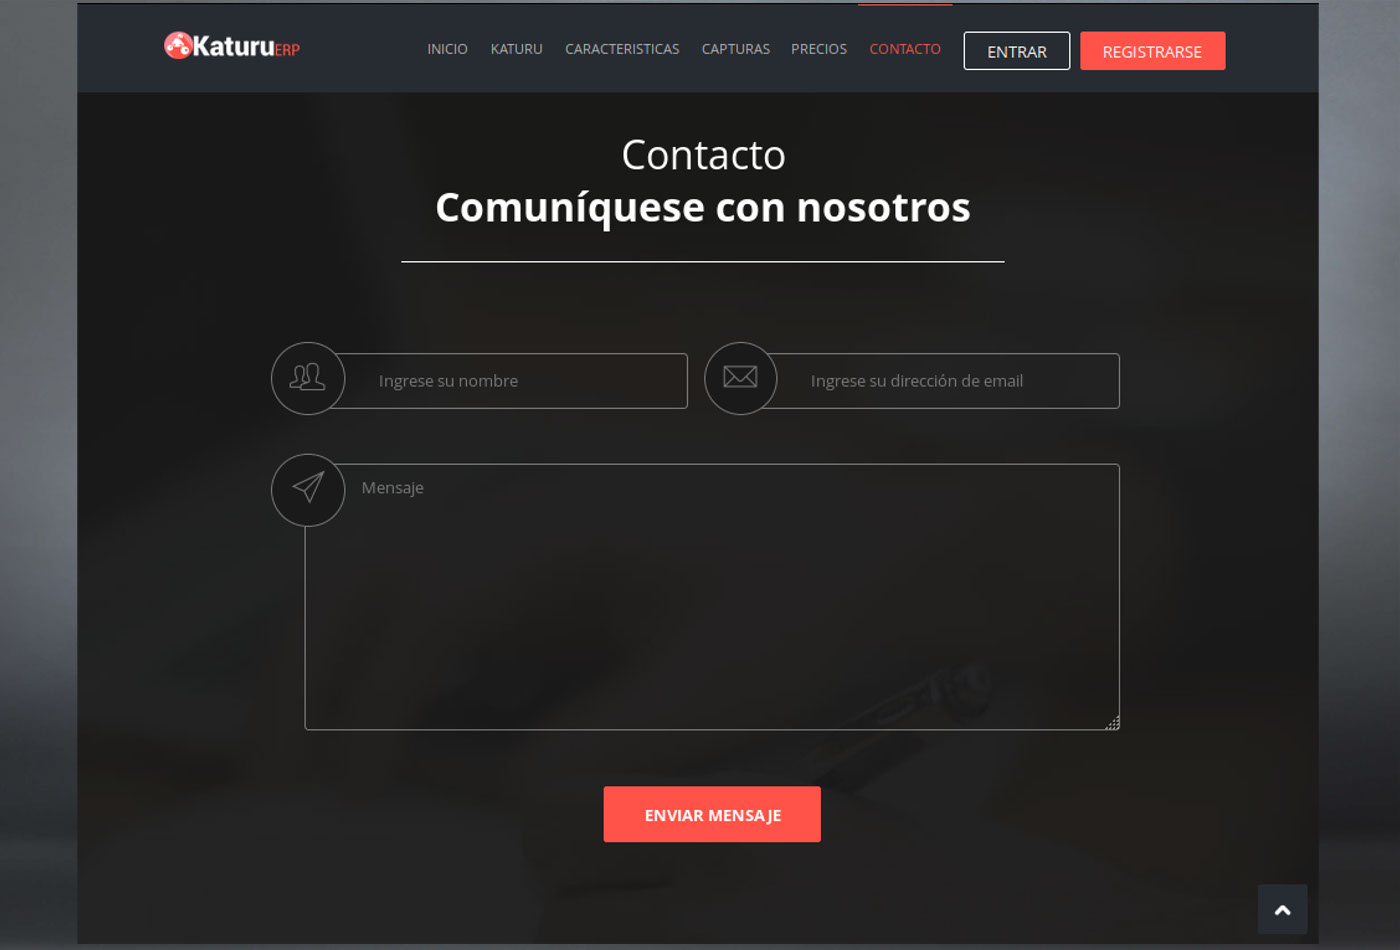 KaturuERP
INICIO KATURU CARACTERISTICAS CAPTURAS PRECIOS CONTACTO ENTRAR REGISTRARSE
Contacto
Comuníquese con nosotros
Ingrese su nombre
Ingrese su dirección de email
Mensaje
ENVIAR MENSAJE